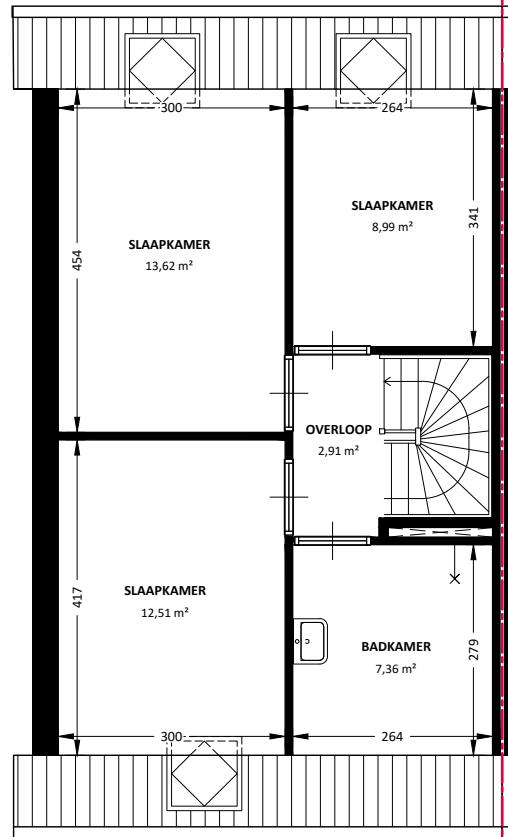 300
264
SLAAPKAMER
8,99 m²
341
SLAAPKAMER
13,62 m²
454
OVERLOOP
2,91 m²
SLAAPKAMER
12,51 m²
417
BADKAMER
7,36 m²
279
300
264